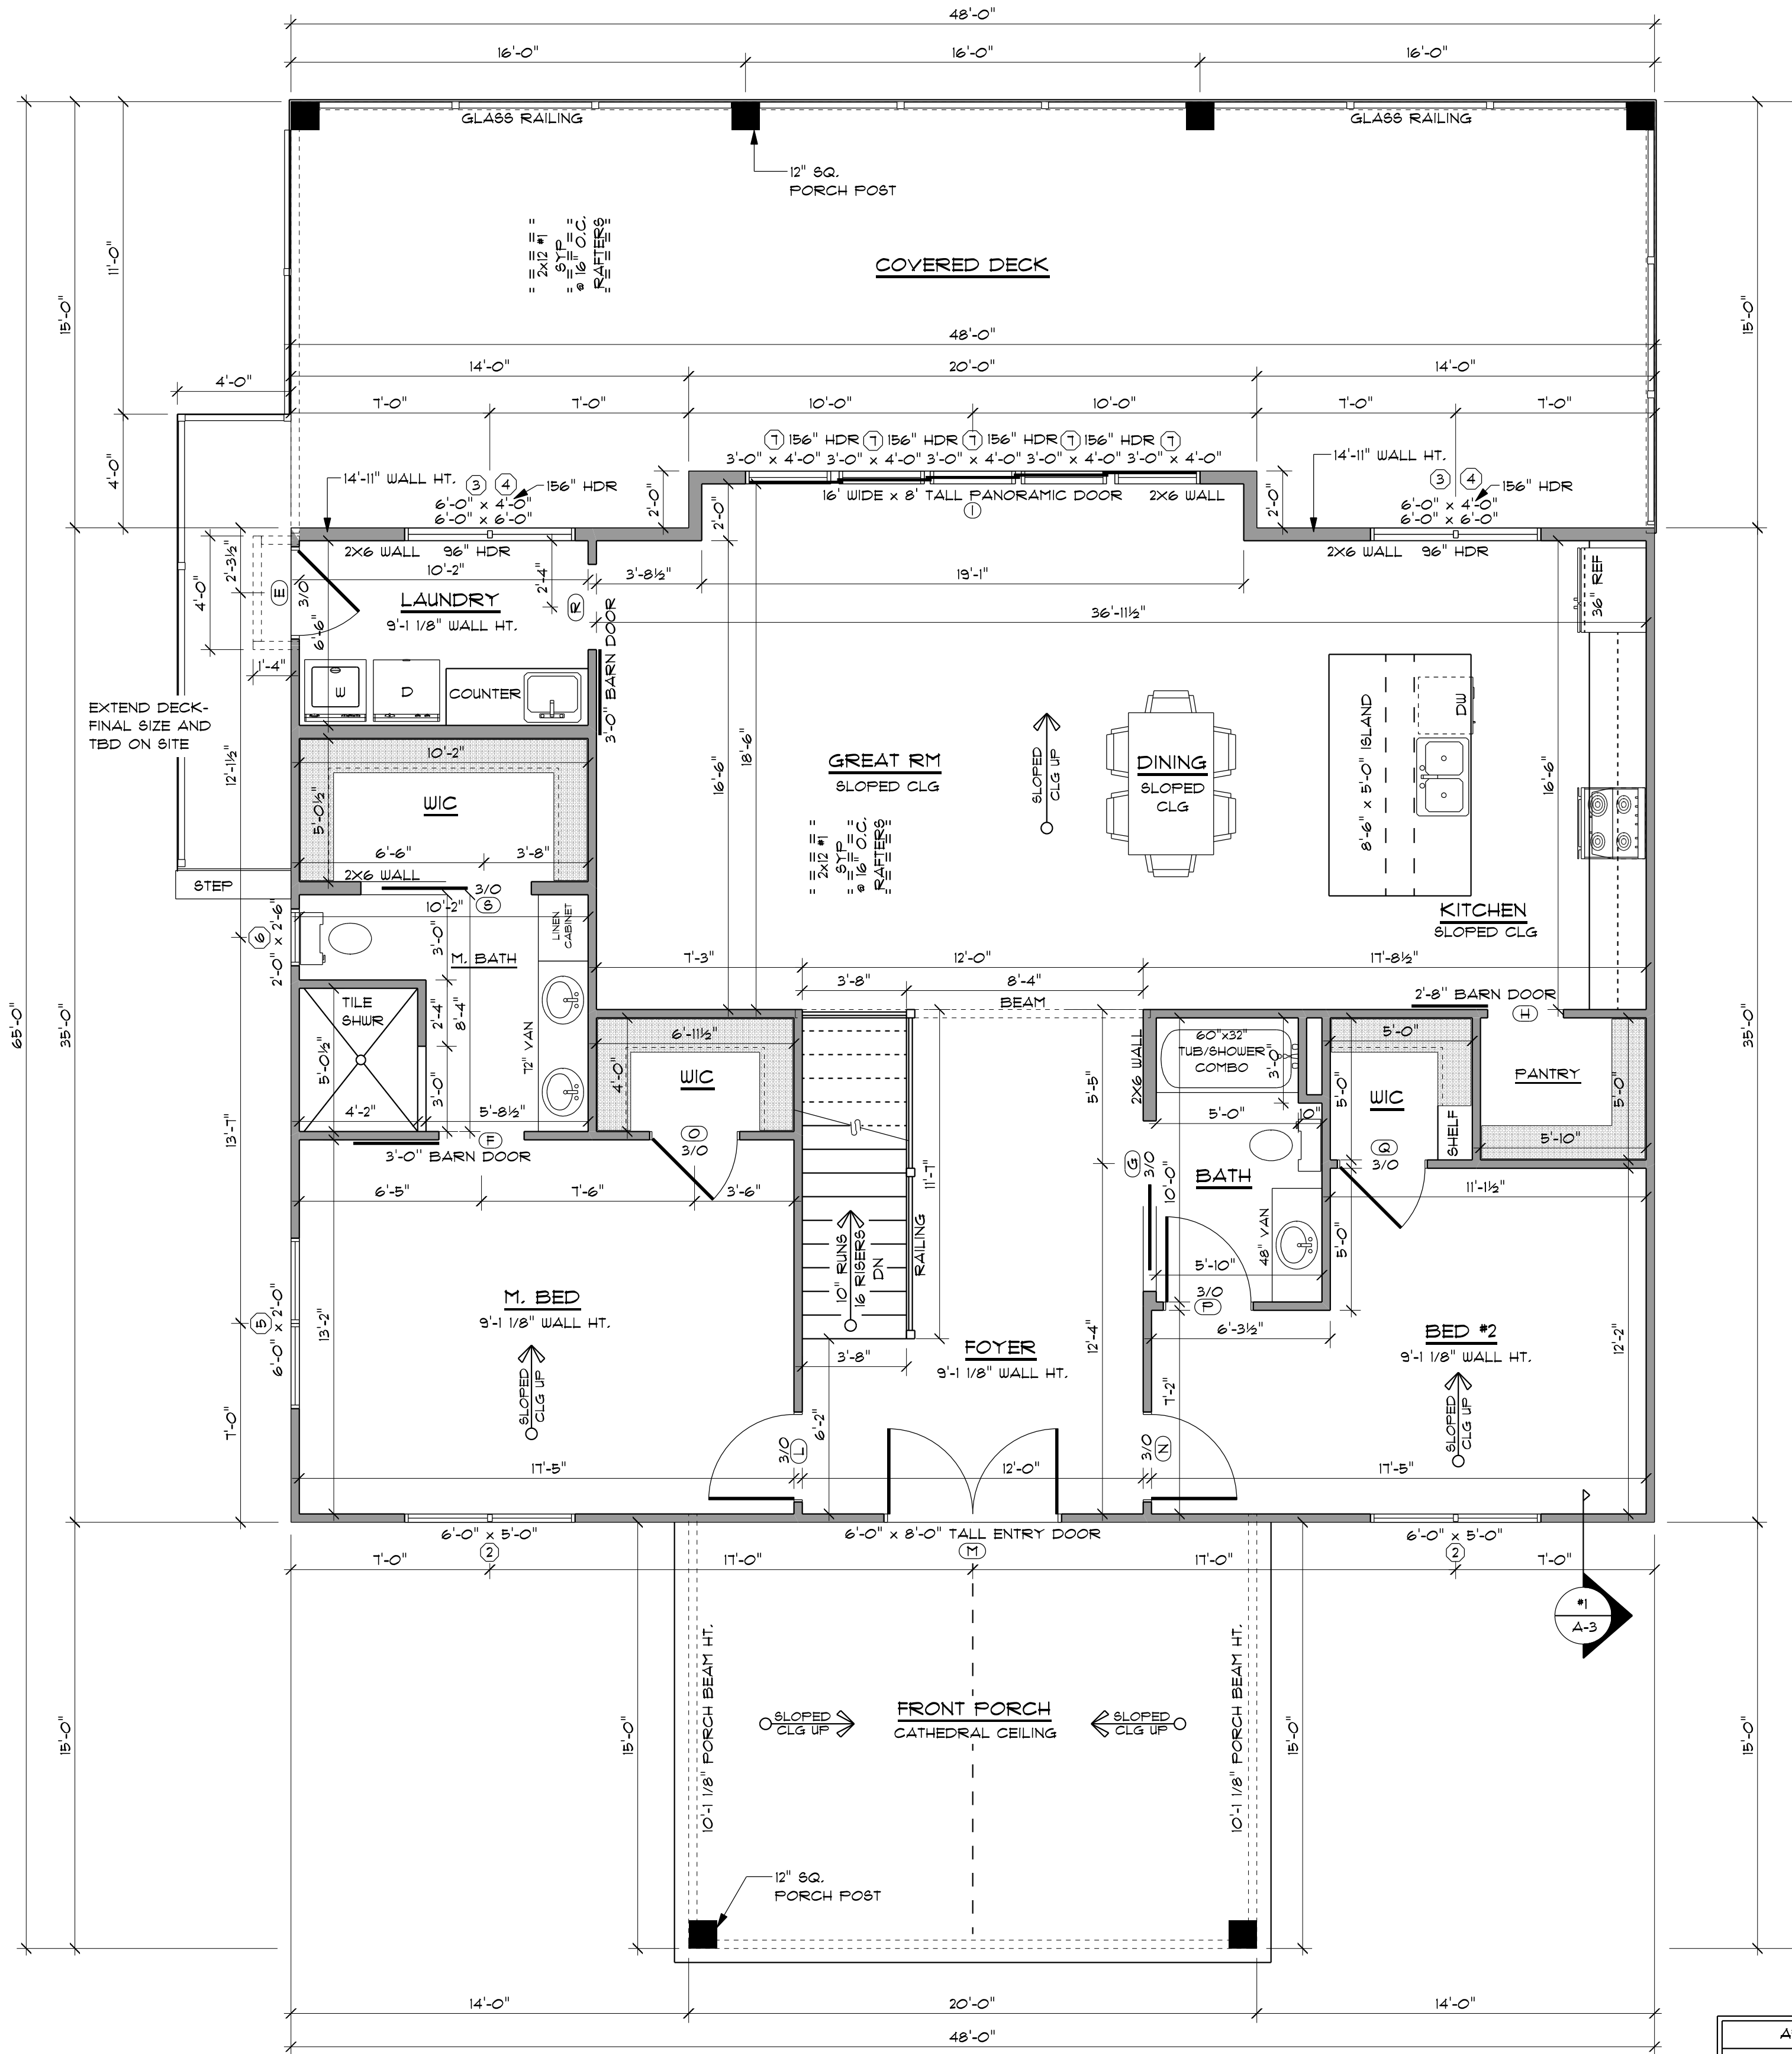 48'-0"
16'-0" 16'-0" 16'-0"
GLASS RAILING GLASS RAILING
12" SQ.
PORCH POST
2x12 #1
SYP
@ 16" O.C.
RAFTERS
COVERED DECK
11'-0"
15'-0"
15'-0"
48'-0"
14'-0" 20'-0" 14'-0"
4'-0"
7'-0" 7'-0" 10'-0" 10'-0" 7'-0" 7'-0"
7 156" HDR 7 156" HDR 7 156" HDR 7 156" HDR 7
3'-0" x 4'-0" 3'-0" x 4'-0" 3'-0" x 4'-0" 3'-0" x 4'-0" 3'-0" x 4'-0"
4'-0"
14'-11" WALL HT. 3 4 156" HDR
6'-0" x 4'-0"
6'-0" x 6'-0"
2'-0"
2'-0"
16' WIDE x 8' TALL PANORAMIC DOOR 2X6 WALL
I
2'-0"
14'-11" WALL HT.
3 4 156" HDR
6'-0" x 4'-0"
6'-0" x 6'-0"
2X6 WALL 96" HDR
2X6 WALL 96" HDR
2'-3½"
4'-0"
E
3/0
10'-2"
2'-4"
3'-8½" 19'-1"
36" REF
LAUNDRY
9'-1 1/8" WALL HT.
R
36'-11½"
6'-6"
1'-4"
W D COUNTER
3'-0" BARN DOOR
EXTEND DECK-
FINAL SIZE AND
TBD ON SITE
12'-1½"
10'-2"
WIC
5'-0½"
6'-6" 3'-8"
2X6 WALL
3/0
S
STEP
16'-6"
18'-6"
GREAT RM
SLOPED CLG
2x12 #1
SYP
@ 16" O.C.
RAFTERS
SLOPED
CLG UP
DINING
SLOPED
CLG
8'-6" x 5'-0" ISLAND
DW
16'-6"
KITCHEN
SLOPED CLG
6
2'-0" x 2'-6"
10'-2"
3'-0"
LINEN
CABINET
M. BATH
7'-3" 12'-0" 17'-8½"
3'-8" 8'-4"
BEAM
2'-8" BARN DOOR
H
65'-0"
35'-0"
35'-0"
TILE
SHWR
2'-4"
8'-4"
72" VAN
5'-0½"
3'-0"
4'-2" 5'-8½"
F
3'-0" BARN DOOR
6'-11½"
4'-0"
WIC
O
3/0
13'-7"
2X6 WALL
60"x32"
TUB/SHOWER
COMBO
3'-0"
5'-5"
5'-0" 10"
G
3/0
BATH
10'-0"
48" VAN
5'-10"
3/0
P
6'-3½"
5'-0"
5'-0"
WIC
SHELF
Q
3/0
PANTRY
5'-0"
5'-10"
11'-1½"
5'-0"
6'-5" 7'-6" 3'-6"
11'-7"
RAILING
10" RUNS
16 RISERS
DN
5
6'-0" x 2'-0"
13'-2"
M. BED
9'-1 1/8" WALL HT.
SLOPED
CLG UP
7'-0"
3'-8"
FOYER
9'-1 1/8" WALL HT.
12'-4"
7'-2"
6'-2"
BED #2
9'-1 1/8" WALL HT.
SLOPED
CLG UP
12'-2"
3/0
L
3/0
N
17'-5" 12'-0" 17'-5"
6'-0" x 5'-0"
2
6'-0" x 8'-0" TALL ENTRY DOOR
M
6'-0" x 5'-0"
2
7'-0" 17'-0" 17'-0" 7'-0"
#1
A-3
15'-0"
15'-0"
10'-1 1/8" PORCH BEAM HT.
SLOPED
CLG UP
FRONT PORCH
CATHEDRAL CEILING
SLOPED
CLG UP
10'-1 1/8" PORCH BEAM HT.
15'-0"
15'-0"
12" SQ.
PORCH POST
14'-0" 20'-0" 14'-0"
48'-0"
A